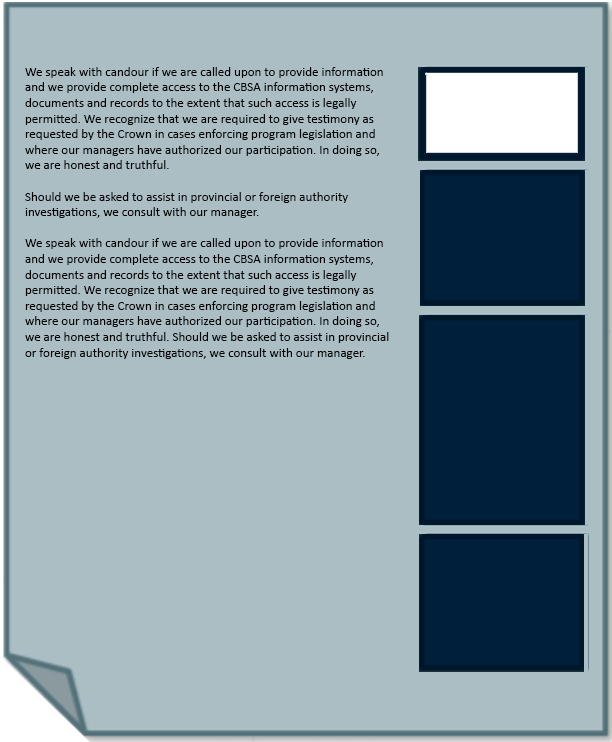 We speak with candour if we are called upon to provide information
and we provide complete access to the CBSA information systems,
documents and records to the extent that such access is legally
permitted. We recognize that we are required to give testimony as
requested by the Crown in cases enforcing program legislation and
where our managers have authorized our participation. In doing so,
we are honest and truthful.
Should we be asked to assist in provincial or foreign authority
investigations, we consult with our manager.
We speak with candour if we are called upon to provide information
and we provide complete access to the CBSA information systems,
documents and records to the extent that such access is legally
permitted. We recognize that we are required to give testimony as
requested by the Crown in cases enforcing program legislation and
where our managers have authorized our participation. In doing so,
we are honest and truthful. Should we be asked to assist in provincial
or foreign authority investigations, we consult with our manager.